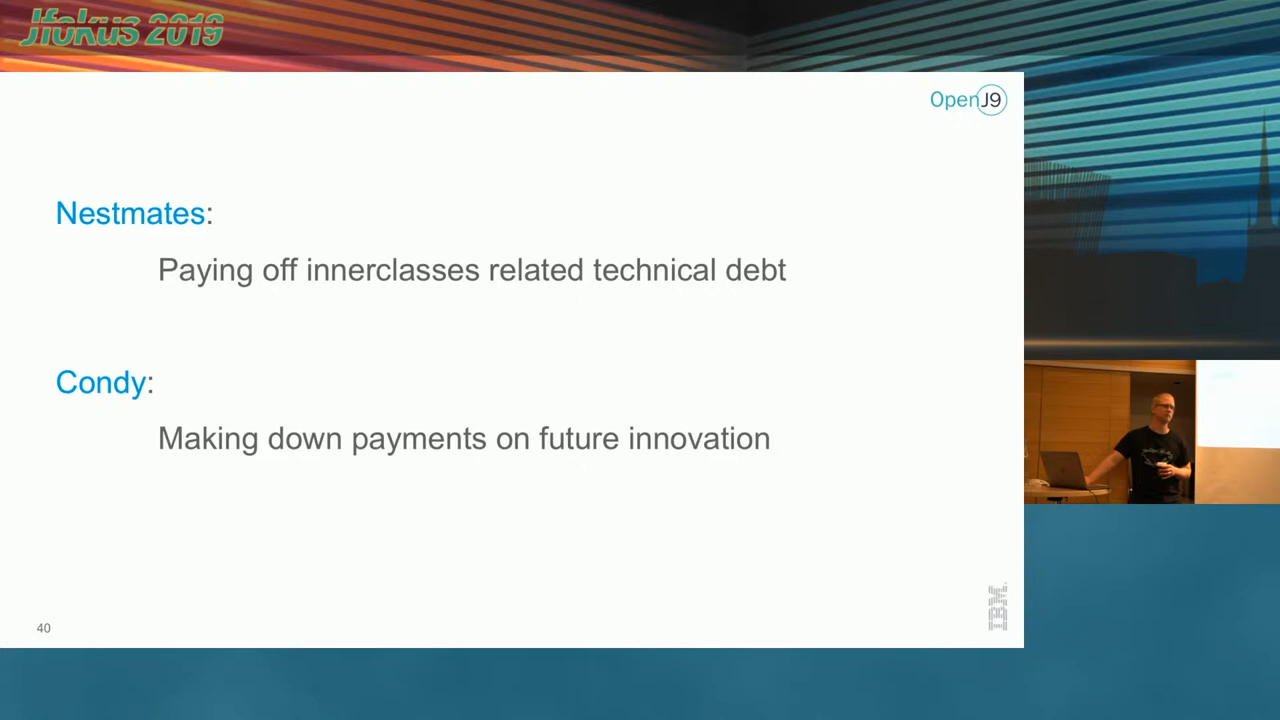 Jfokus 2019
OpenJ9
Nestmates:
Paying off innerclasses related technical debt
Condy:
Making down payments on future innovation
40
IBM